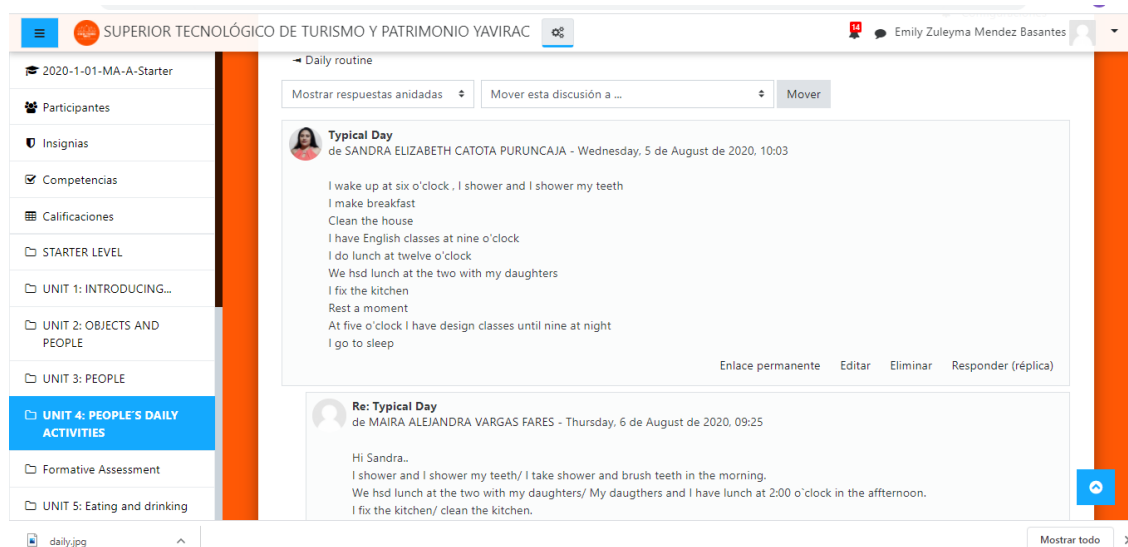 SUPERIOR TECNOLÓGICO DE TURISMO Y PATRIMONIO YAVIRAC
14
Emily Zuleyma Mendez Basantes
2020-1-01-MA-A-Starter
Participantes
Insignias
Competencias
Calificaciones
STARTER LEVEL
UNIT 1: INTRODUCING...
UNIT 2: OBJECTS AND
PEOPLE
UNIT 3: PEOPLE
UNIT 4: PEOPLE´S DAILY
ACTIVITIES
Formative Assessment
UNIT 5: Eating and drinking
◄ Daily routine
Mostrar respuestas anidadas
Mover esta discusión a ...
Mover
Typical Day
de SANDRA ELIZABETH CATOTA PURUNCAJA - Wednesday, 5 de August de 2020, 10:03
I wake up at six o'clock , I shower and I shower my teeth
I make breakfast
Clean the house
I have English classes at nine o'clock
I do lunch at twelve o'clock
We hsd lunch at the two with my daughters
I fix the kitchen
Rest a moment
At five o'clock I have design classes until nine at night
I go to sleep
Enlace permanente Editar Eliminar Responder (réplica)
Re: Typical Day
de MAIRA ALEJANDRA VARGAS FARES - Thursday, 6 de August de 2020, 09:25
Hi Sandra..
I shower and I shower my teeth/ I take shower and brush teeth in the morning.
We hsd lunch at the two with my daughters/ My daugthers and I have lunch at 2:00 o`clock in the affternoon.
I fix the kitchen/ clean the kitchen.
daily.jpg
Mostrar todo